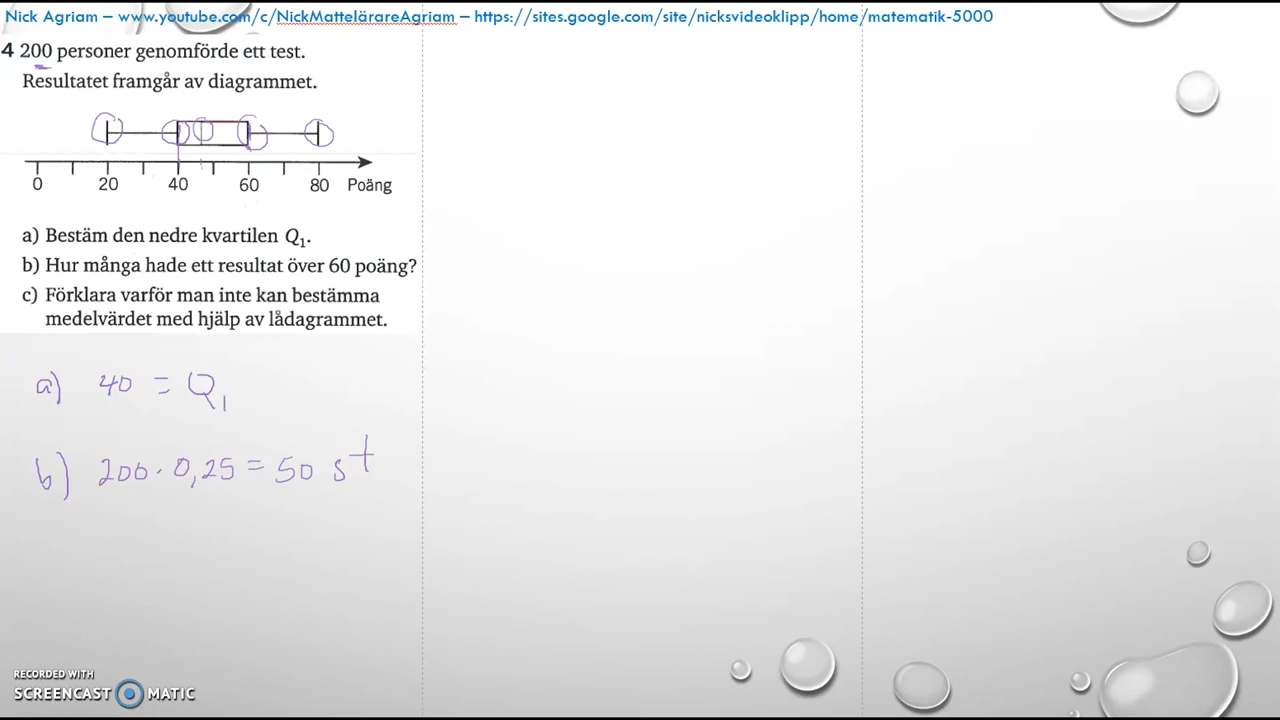 Nick Agriam – www.youtube.com/c/NickMattelärareAgriam – https://sites.google.com/site/nicksvideoklipp/home/matematik-5000
4 200 personer genomförde ett test.
Resultatet framgår av diagrammet.
0 20 40 60 80 Poäng
a) Bestäm den nedre kvartilen Q₁.
b) Hur många hade ett resultat över 60 poäng?
c) Förklara varför man inte kan bestämma
medelvärdet med hjälp av lådagrammet.
a) 40 = Q₁
b) 200 · 0,25 = 50 st
RECORDED WITH
SCREENCAST MATIC